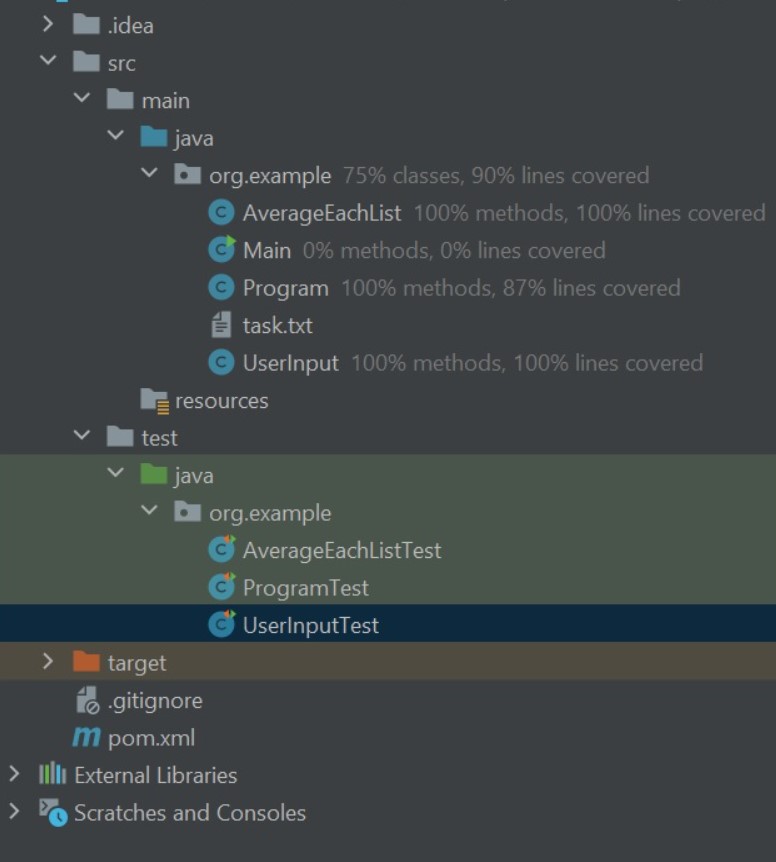 .idea
src
main
java
org.example 75% classes, 90% lines covered
AverageEachList 100% methods, 100% lines covered
Main 0% methods, 0% lines covered
Program 100% methods, 87% lines covered
task.txt
UserInput 100% methods, 100% lines covered
resources
test
java
org.example
AverageEachListTest
ProgramTest
UserInputTest
target
.gitignore
pom.xml
External Libraries
Scratches and Consoles